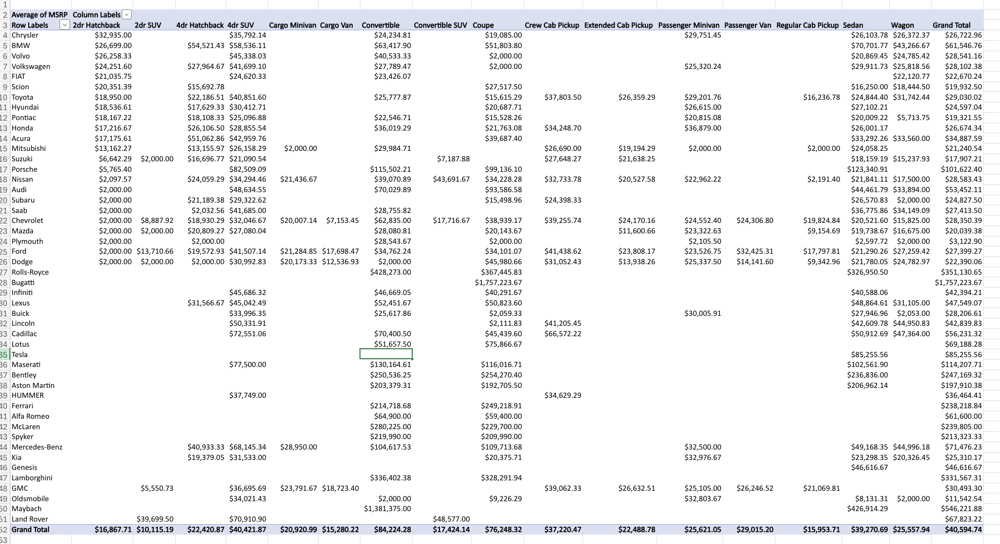 1
2 Average of MSRP Column Labels
3 Row Labels 2dr Hatchback 2dr SUV 4dr Hatchback 4dr SUV Cargo Minivan Cargo Van Convertible Convertible SUV Coupe Crew Cab Pickup Extended Cab Pickup Passenger Minivan Passenger Van Regular Cab Pickup Sedan Wagon Grand Total
4 Chrysler $32,935.00 $35,792.14 $24,234.81 $19,085.00 $29,751.45 $26,103.78 $26,372.37 $26,722.96
5 BMW $26,699.00 $54,521.43 $58,536.11 $63,417.90 $51,803.80 $70,701.77 $43,266.67 $61,546.76
6 Volvo $26,258.33 $45,338.03 $40,533.33 $2,000.00 $20,869.45 $24,785.42 $28,541.16
7 Volkswagen $24,251.60 $27,964.67 $41,699.10 $27,789.47 $2,000.00 $25,320.24 $29,911.73 $25,818.56 $28,102.38
8 FIAT $21,035.75 $24,620.33 $23,426.07 $22,120.77 $22,670.24
9 Scion $20,351.39 $15,692.78 $27,517.50 $16,250.00 $18,444.50 $19,932.50
10 Toyota $18,950.00 $22,186.51 $40,851.60 $25,777.87 $15,615.29 $37,803.50 $26,359.29 $29,201.76 $16,236.78 $24,844.40 $31,742.44 $29,030.02
11 Hyundai $18,536.61 $17,629.33 $30,412.71 $20,687.71 $26,615.00 $27,102.21 $24,597.04
12 Pontiac $18,167.22 $18,108.33 $25,096.88 $22,546.71 $15,528.26 $20,815.08 $20,009.22 $5,713.75 $19,321.55
13 Honda $17,216.67 $26,106.50 $28,855.54 $36,019.29 $21,763.08 $34,248.70 $36,879.00 $26,001.17 $26,674.34
14 Acura $17,175.61 $51,062.86 $42,959.76 $39,687.40 $33,292.26 $33,560.00 $34,887.59
15 Mitsubishi $13,162.27 $13,155.97 $26,158.29 $2,000.00 $29,984.71 $26,690.00 $19,194.29 $2,000.00 $2,000.00 $24,058.25 $21,240.54
16 Suzuki $6,642.29 $2,000.00 $16,696.77 $21,090.54 $7,187.88 $27,648.27 $21,638.25 $18,159.19 $15,237.93 $17,907.21
17 Porsche $5,765.40 $82,509.09 $115,502.21 $99,136.10 $123,340.91 $101,622.40
18 Nissan $2,097.57 $24,059.29 $34,294.46 $21,436.67 $39,070.89 $43,691.67 $34,228.28 $32,733.78 $20,527.58 $22,962.22 $2,191.40 $21,841.11 $17,500.00 $28,583.43
19 Audi $2,000.00 $48,634.55 $70,029.89 $93,586.58 $44,461.79 $33,894.00 $53,452.11
20 Subaru $2,000.00 $21,189.38 $29,322.62 $15,498.96 $24,398.33 $26,570.83 $2,000.00 $24,827.50
21 Saab $2,000.00 $2,032.56 $41,685.00 $28,755.82 $36,775.86 $34,149.09 $27,413.50
22 Chevrolet $2,000.00 $8,887.92 $18,930.29 $32,046.67 $20,007.14 $7,153.45 $62,835.00 $17,716.67 $38,939.17 $39,255.74 $24,170.16 $24,552.40 $24,306.80 $19,824.84 $20,521.60 $15,825.00 $28,350.39
23 Mazda $2,000.00 $2,000.00 $20,809.27 $27,080.04 $28,080.81 $20,143.67 $11,600.66 $23,322.63 $9,154.69 $19,738.67 $16,675.00 $20,039.38
24 Plymouth $2,000.00 $2,000.00 $28,543.67 $2,000.00 $2,105.50 $2,597.72 $2,000.00 $3,122.90
25 Ford $2,000.00 $13,710.66 $19,572.93 $41,507.14 $21,284.85 $17,698.47 $34,762.24 $34,101.07 $41,438.62 $23,808.17 $23,526.75 $32,425.31 $17,797.81 $21,290.26 $27,259.42 $27,399.27
26 Dodge $2,000.00 $2,000.00 $2,000.00 $30,992.83 $20,173.33 $12,536.93 $2,000.00 $45,980.66 $31,052.43 $13,938.26 $25,337.50 $14,141.60 $9,342.96 $21,780.05 $24,782.97 $22,390.06
27 Rolls-Royce $428,273.00 $367,445.83 $326,950.50 $351,130.65
28 Bugatti $1,757,223.67 $1,757,223.67
29 Infiniti $45,686.32 $46,669.05 $40,291.67 $40,588.06 $42,394.21
30 Lexus $31,566.67 $45,042.49 $52,451.67 $50,823.60 $48,864.61 $31,105.00 $47,549.07
31 Buick $33,996.35 $25,617.86 $2,059.33 $30,005.91 $27,946.96 $2,053.00 $28,206.61
32 Lincoln $50,331.91 $2,111.83 $41,205.45 $42,609.78 $44,950.83 $42,839.83
33 Cadillac $72,551.06 $70,400.50 $45,439.60 $66,572.22 $50,912.69 $47,364.00 $56,231.32
34 Lotus $51,657.50 $75,866.67 $69,188.28
35 Tesla $85,255.56 $85,255.56
36 Maserati $77,500.00 $130,164.61 $116,016.71 $102,561.90 $114,207.71
37 Bentley $250,536.25 $254,270.40 $236,836.00 $247,169.32
38 Aston Martin $203,379.31 $192,705.50 $206,962.14 $197,910.38
39 HUMMER $37,749.00 $34,629.29 $36,464.41
40 Ferrari $214,718.68 $249,218.91 $238,218.84
41 Alfa Romeo $64,900.00 $59,400.00 $61,600.00
42 McLaren $280,225.00 $229,700.00 $239,805.00
43 Spyker $219,990.00 $209,990.00 $213,323.33
44 Mercedes-Benz $40,933.33 $68,145.34 $28,950.00 $104,617.53 $109,713.68 $32,500.00 $49,168.35 $44,996.18 $71,476.23
45 Kia $19,379.05 $31,533.00 $20,375.71 $32,976.67 $23,298.35 $20,326.45 $25,310.17
46 Genesis $46,616.67 $46,616.67
47 Lamborghini $336,402.38 $328,291.94 $331,567.31
48 GMC $5,550.73 $36,695.69 $23,791.67 $18,723.40 $39,062.33 $26,632.51 $25,105.00 $26,246.52 $21,069.81 $30,493.30
49 Oldsmobile $34,021.43 $2,000.00 $9,226.29 $32,803.67 $8,131.31 $2,000.00 $11,542.54
50 Maybach $1,381,375.00 $426,914.29 $546,221.88
51 Land Rover $39,699.50 $70,910.90 $48,577.00 $67,823.22
52 Grand Total $16,867.71 $10,115.19 $22,420.87 $40,421.87 $20,920.99 $15,280.22 $84,224.28 $17,424.14 $76,248.32 $37,220.47 $22,488.78 $25,621.05 $29,015.20 $15,953.71 $39,270.69 $25,557.94 $40,594.74
53